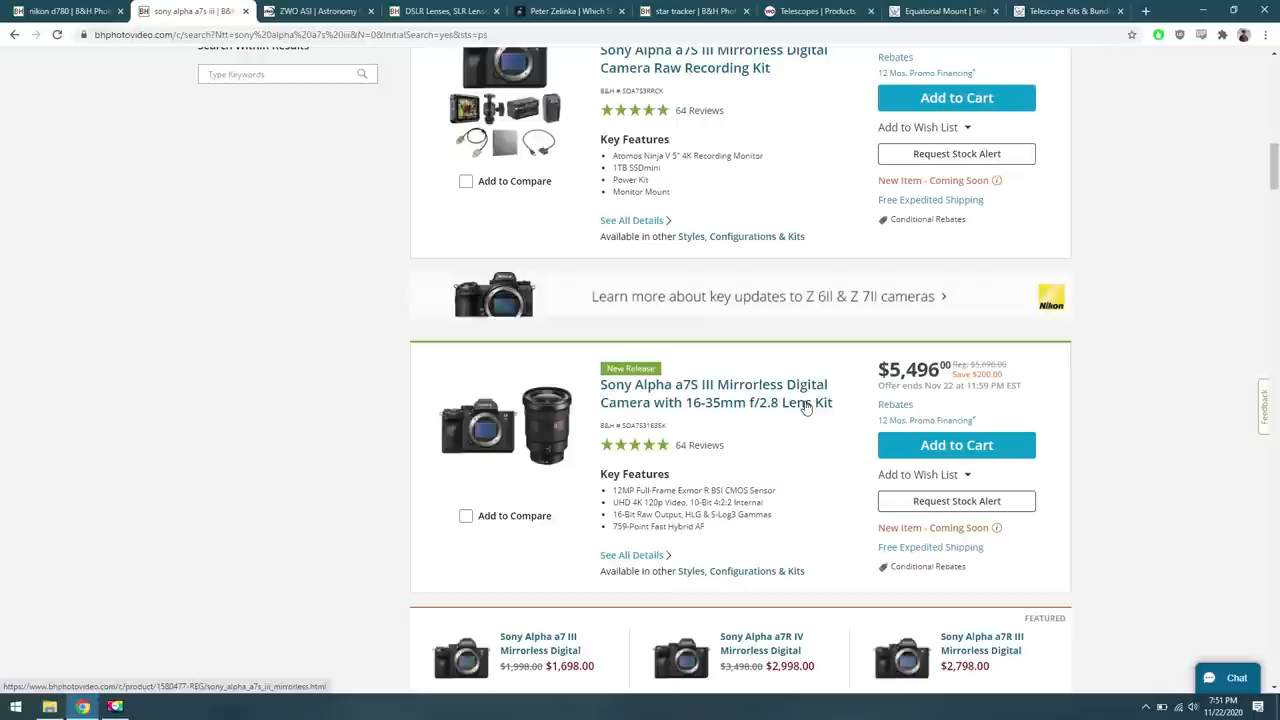 nikon d780 | B&H
sony alpha a7s iii | B&H
ZWO ASI | Astronomy
DSLR Lenses, SLR Lens
Peter Zelinka | Which S
star tracker | B&H Pho
Telescopes | Products
Telescope Kits & Bund
bhphotovideo.com/c/search?Ntt=sony%20alpha%20a7s%20iii&N=0&InitialSearch=yes&sts=ps
Search Within Results
Type Keywords
Sony Alpha a7S III Mirrorless Digital
Camera Raw Recording Kit
B&H # SOA7S3RRCK
64 Reviews
Key Features
Atomos Ninja V 5" 4K Recording Monitor
1TB SSDmini
Power Kit
Monitor Mount
See All Details
Available in other Styles, Configurations & Kits
Add to Compare
Rebates
12 Mos. Promo Financing*
Add to Cart
Add to Wish List
Request Stock Alert
New Item - Coming Soon
Free Expedited Shipping
Conditional Rebates
Learn more about key updates to Z 6II & Z 7II cameras
Nikon
New Release
Sony Alpha a7S III Mirrorless Digital
Camera with 16-35mm f/2.8 Lens Kit
B&H # SOA7S31635K
64 Reviews
Key Features
12MP Full-Frame Exmor R BSI CMOS Sensor
UHD 4K 120p Video, 10-Bit 4:2:2 Internal
16-Bit Raw Output, HLG & S-Log3 Gammas
759-Point Fast Hybrid AF
See All Details
Available in other Styles, Configurations & Kits
Add to Compare
$5,496.00 Reg. $5,696.00
Save $200.00
Offer ends Nov 22 at 11:59 PM EST
Rebates
12 Mos. Promo Financing*
Add to Cart
Add to Wish List
Request Stock Alert
New Item - Coming Soon
Free Expedited Shipping
Conditional Rebates
Feedback
FEATURED
Sony Alpha a7 III
Mirrorless Digital
$1,998.00 $1,698.00
Sony Alpha a7R IV
Mirrorless Digital
$3,498.00 $2,998.00
Sony Alpha a7R III
Mirrorless Digital
$2,798.00
Chat
https://www.bhphotovideo.com/c/product/1580477-REG/sony_alpha_a7s_iii_mirrorless.html
7:51 PM
11/22/2020